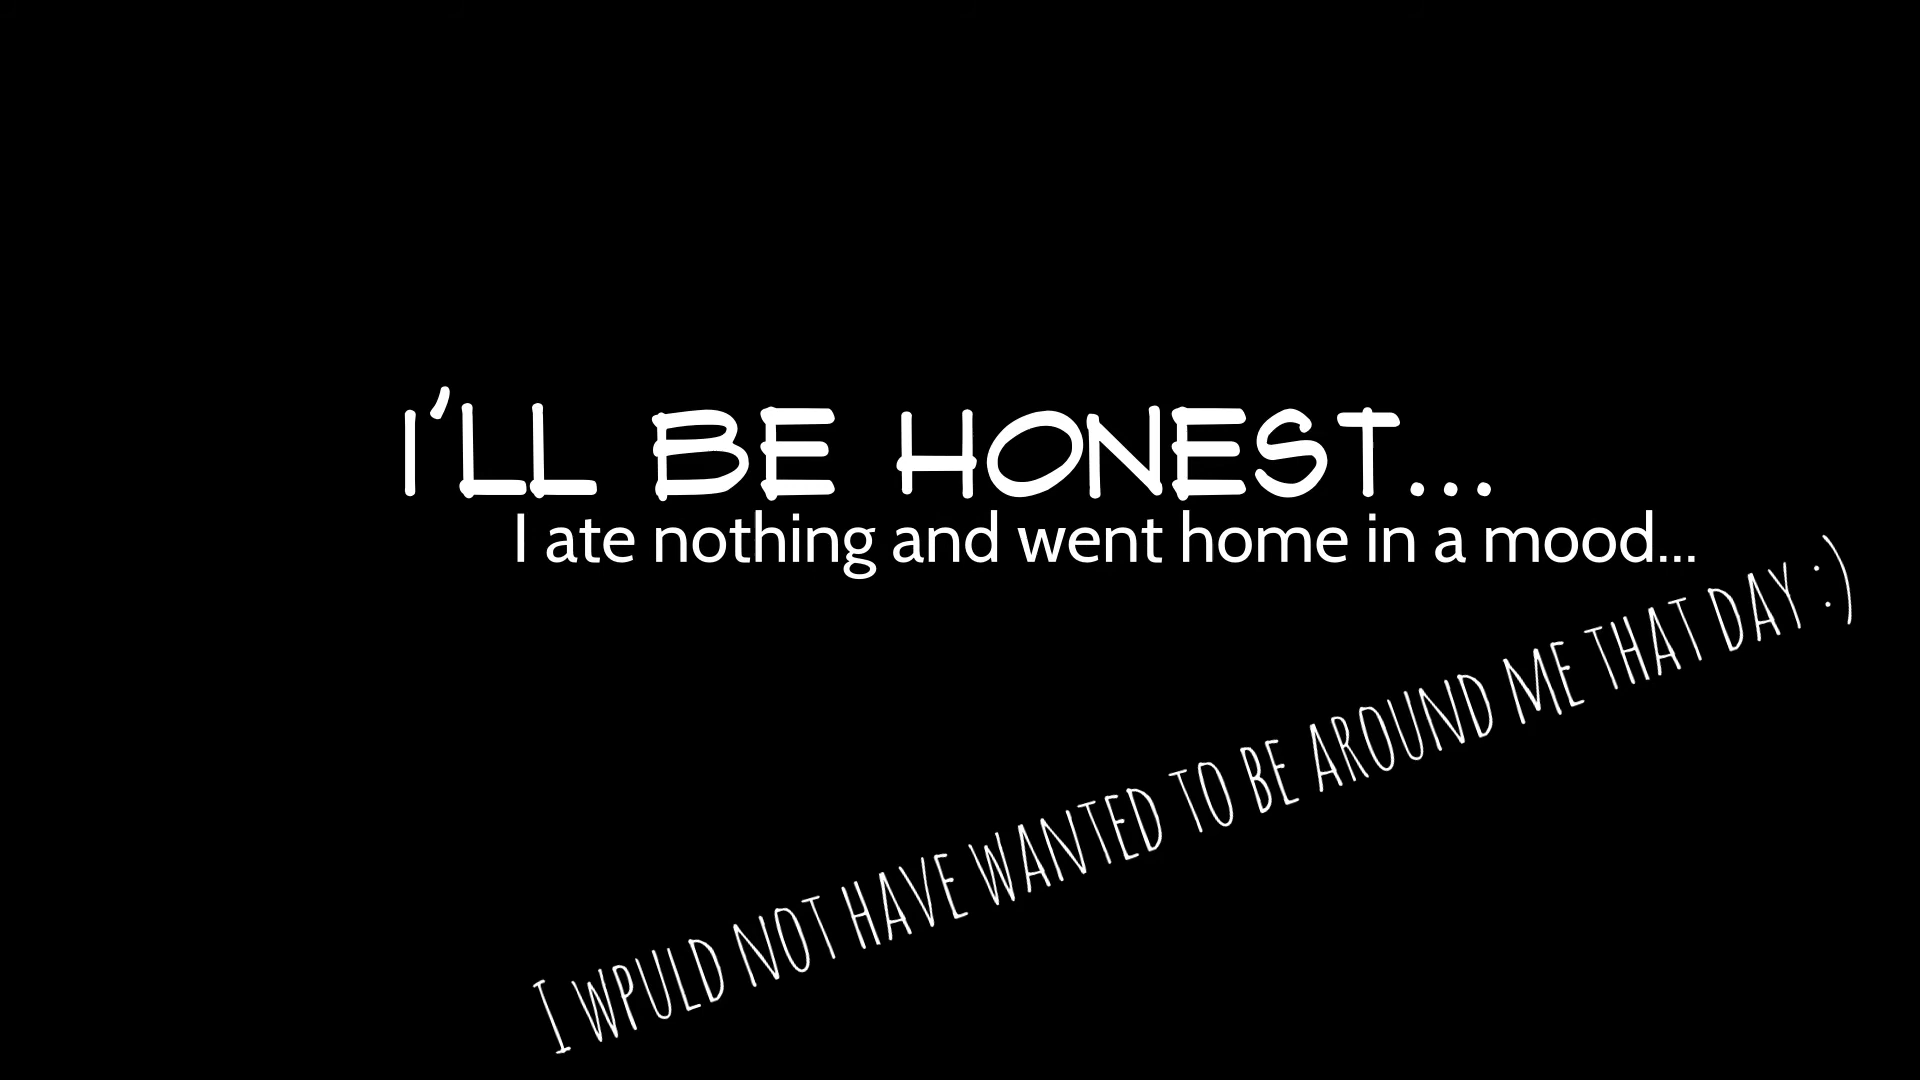 I'LL BE HONEST...
I ate nothing and went home in a mood...
I WPULD NOT HAVE WANTED TO BE AROUND ME THAT DAY :)